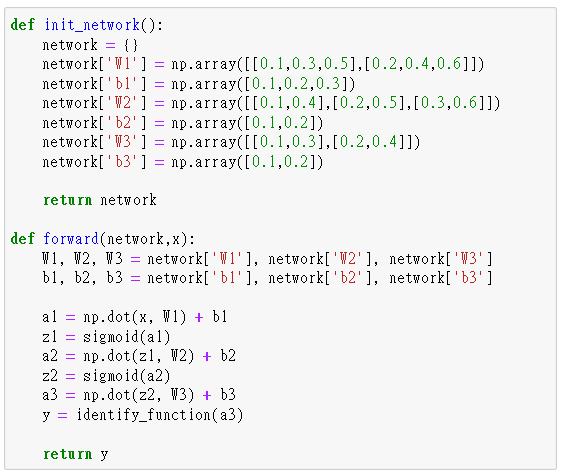 def init_network():
    network = {}
    network['W1'] = np.array([[0.1,0.3,0.5],[0.2,0.4,0.6]])
    network['b1'] = np.array([0.1,0.2,0.3])
    network['W2'] = np.array([[0.1,0.4],[0.2,0.5],[0.3,0.6]])
    network['b2'] = np.array([0.1,0.2])
    network['W3'] = np.array([[0.1,0.3],[0.2,0.4]])
    network['b3'] = np.array([0.1,0.2])

    return network

def forward(network,x):
    W1, W2, W3 = network['W1'], network['W2'], network['W3']
    b1, b2, b3 = network['b1'], network['b2'], network['b3']

    a1 = np.dot(x, W1) + b1
    z1 = sigmoid(a1)
    a2 = np.dot(z1, W2) + b2
    z2 = sigmoid(a2)
    a3 = np.dot(z2, W3) + b3
    y = identify_function(a3)

    return y